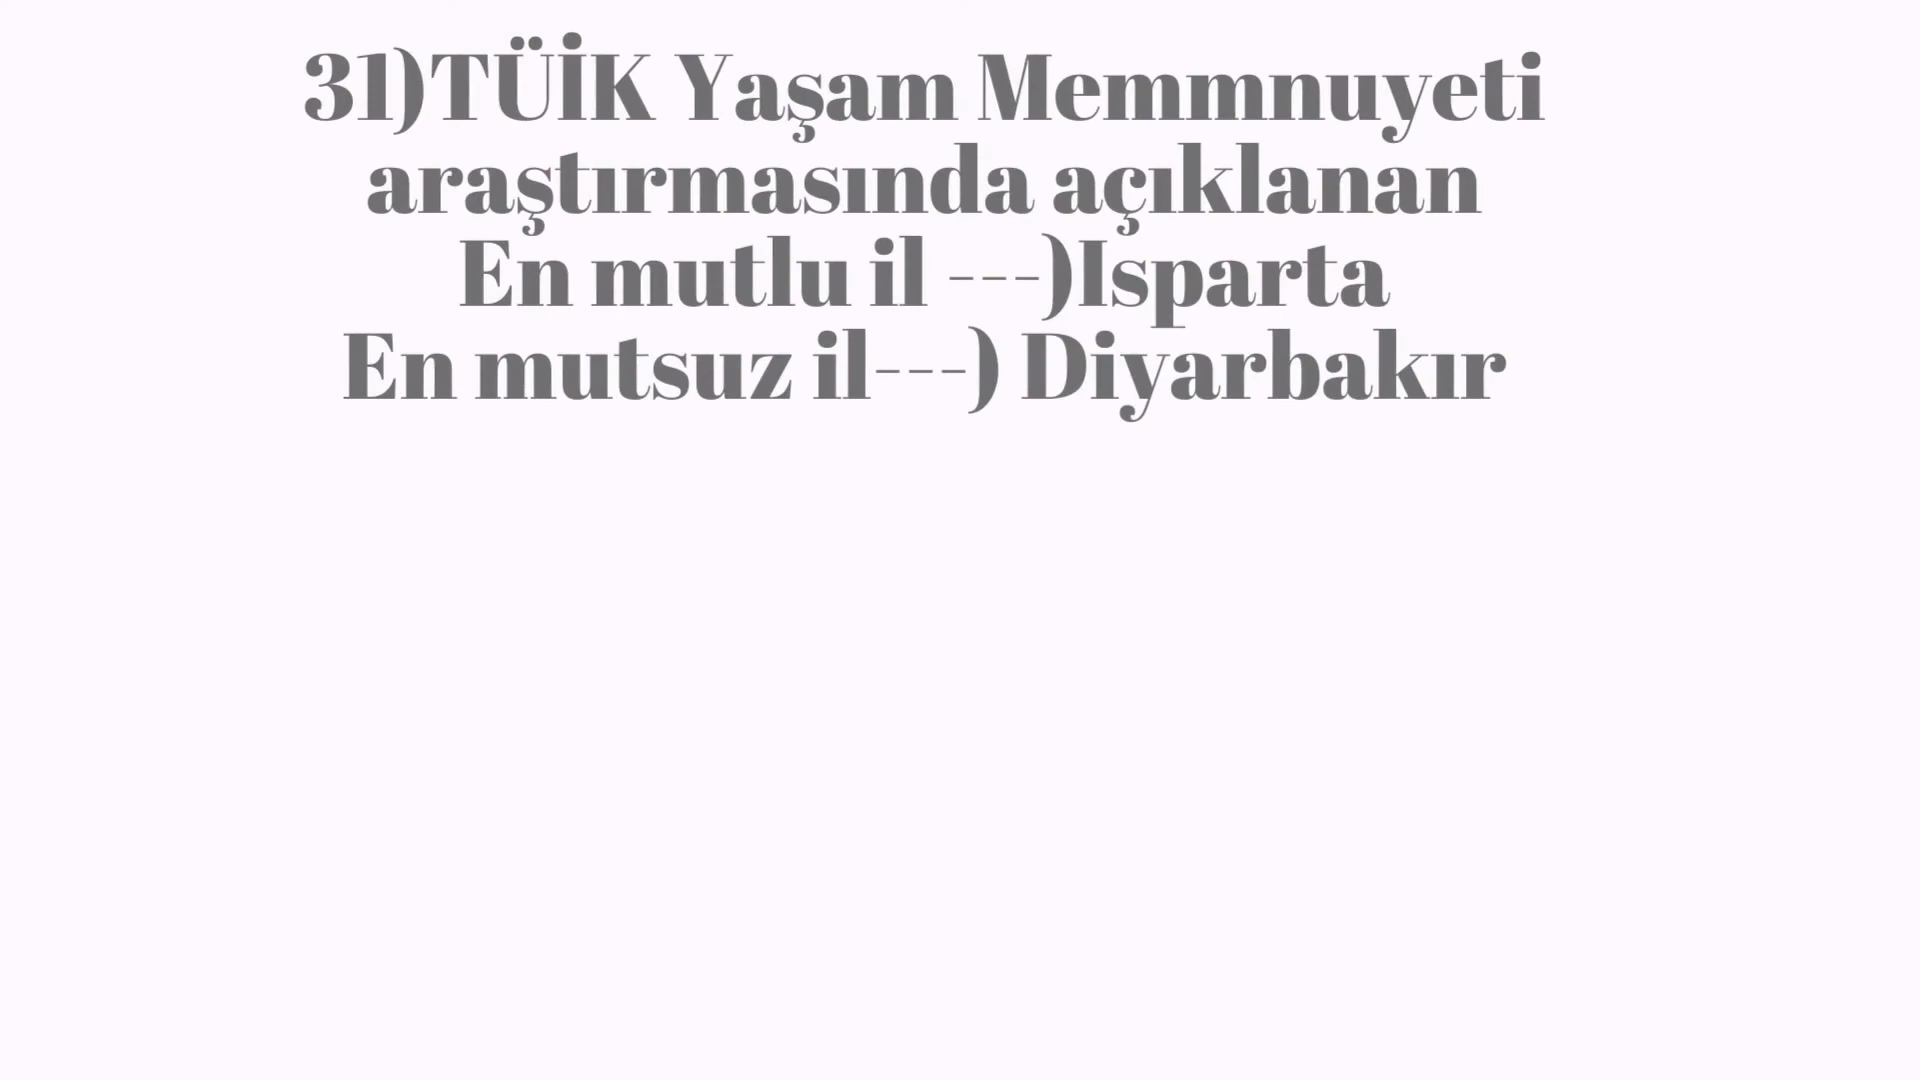 31)TÜİK Yaşam Memmnuyeti
araştırmasında açıklanan
En mutlu il ---)Isparta
En mutsuz il---) Diyarbakır